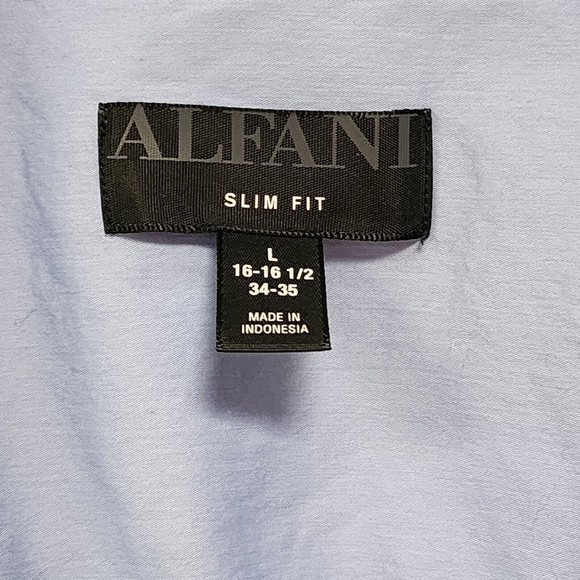 ALFANI
SLIM FIT
L
16-16 1/2
34-35
MADE IN
INDONESIA